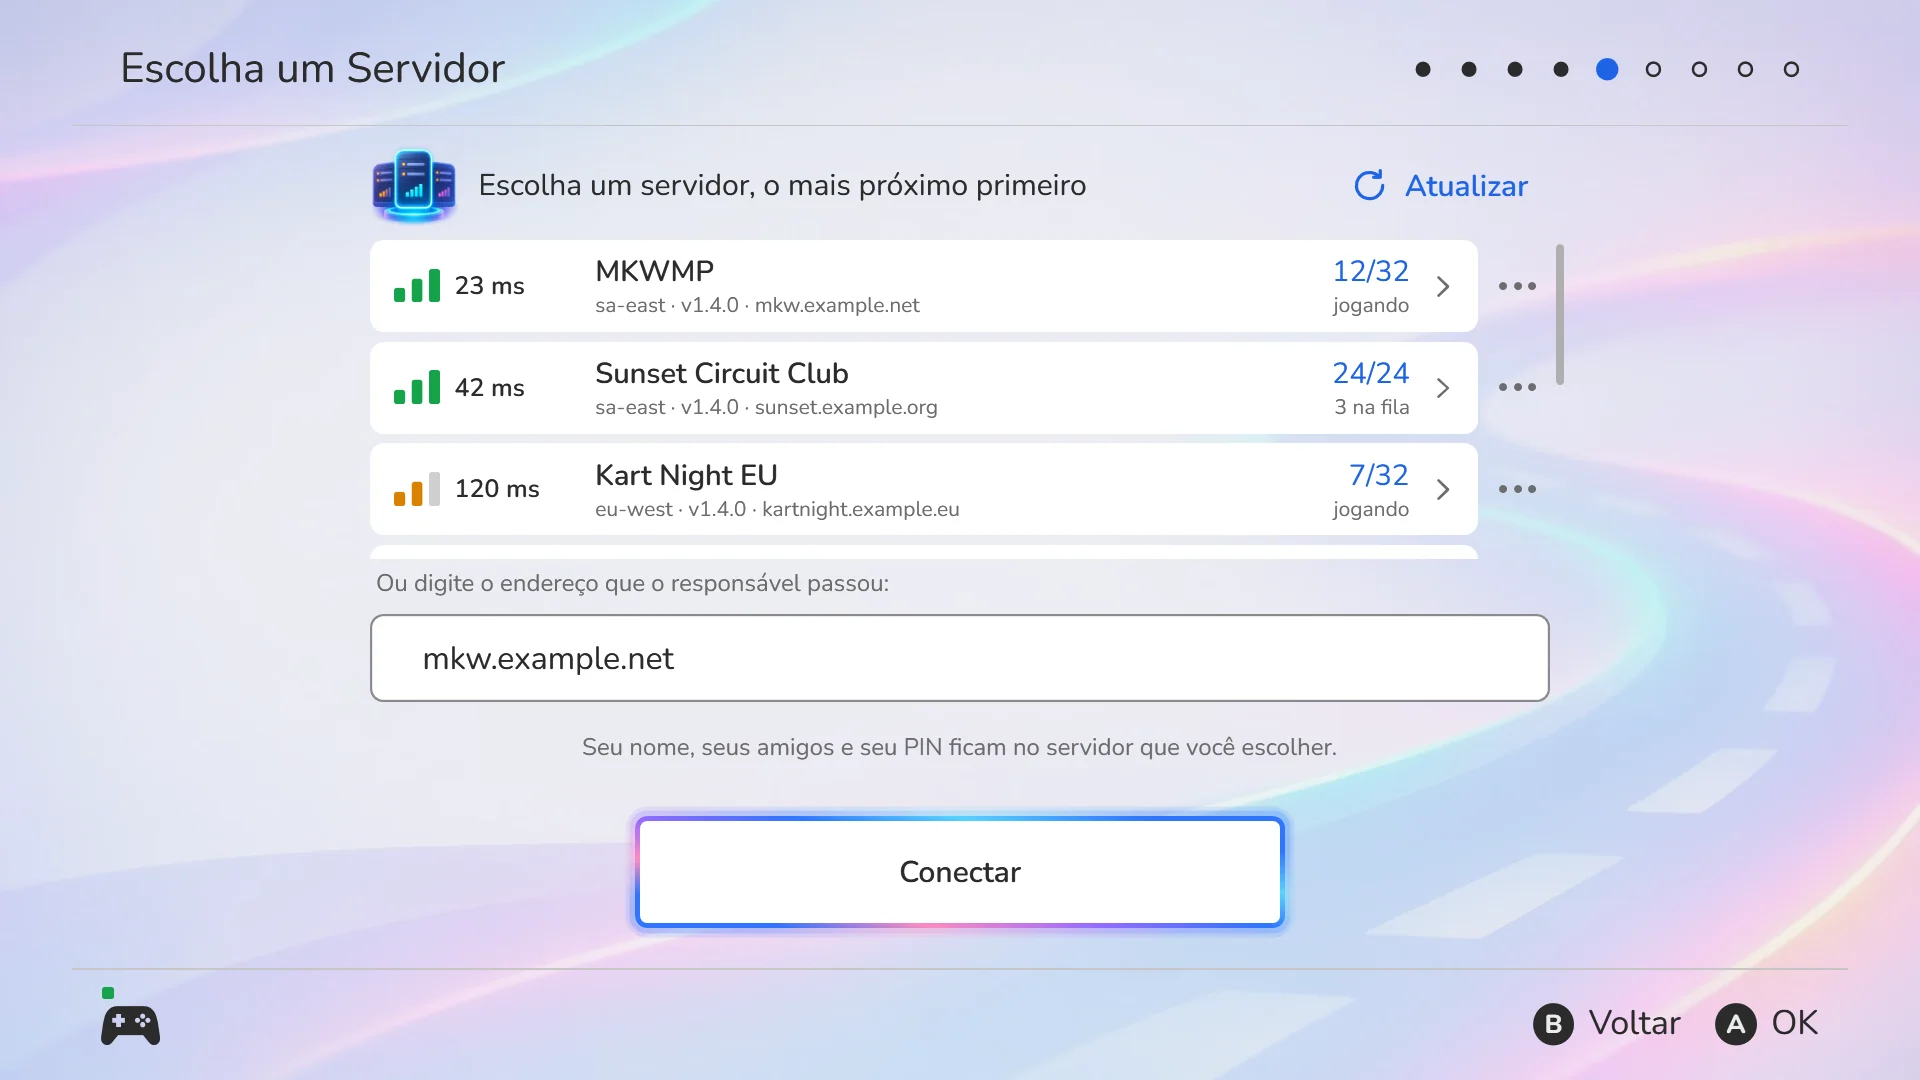 Escolha um Servidor
Escolha um servidor, o mais próximo primeiro
Atualizar
23 ms
MKWMP
sa-east · v1.4.0 · mkw.example.net
12/32
jogando
42 ms
Sunset Circuit Club
sa-east · v1.4.0 · sunset.example.org
24/24
3 na fila
120 ms
Kart Night EU
eu-west · v1.4.0 · kartnight.example.eu
7/32
jogando
Ou digite o endereço que o responsável passou:
mkw.example.net
Seu nome, seus amigos e seu PIN ficam no servidor que você escolher.
Conectar
B Voltar
A OK